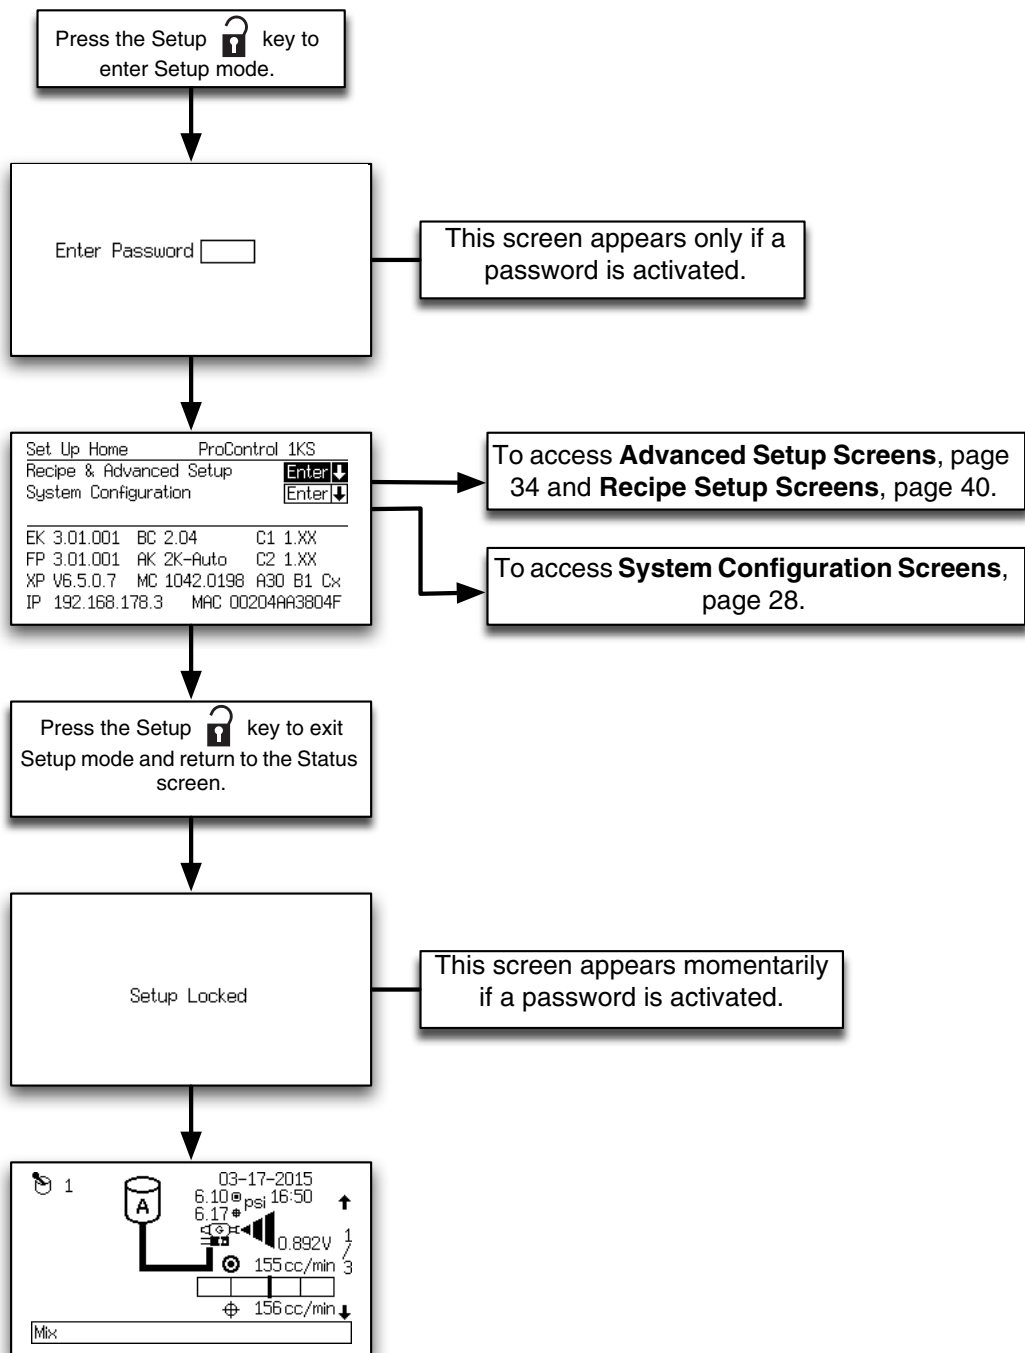 Press the Setup key to
enter Setup mode.
Enter Password
This screen appears only if a
password is activated.
Set Up Home ProControl 1KS
Recipe & Advanced Setup Enter
System Configuration Enter
EK 3.01.001 BC 2.04 C1 1.XX
FP 3.01.001 AK 2K-Auto C2 1.XX
XP V6.5.0.7 MC 1042.0198 A30 B1 Cx
IP 192.168.178.3 MAC 00204AA3804F
To access Advanced Setup Screens, page
34 and Recipe Setup Screens, page 40.
To access System Configuration Screens,
page 28.
Press the Setup key to exit
Setup mode and return to the Status
screen.
Setup Locked
This screen appears momentarily
if a password is activated.
1 03-17-2015
A 6.10 psi 16:50
6.17
G
0.892V 1/3
155 cc/min
156 cc/min
Mix